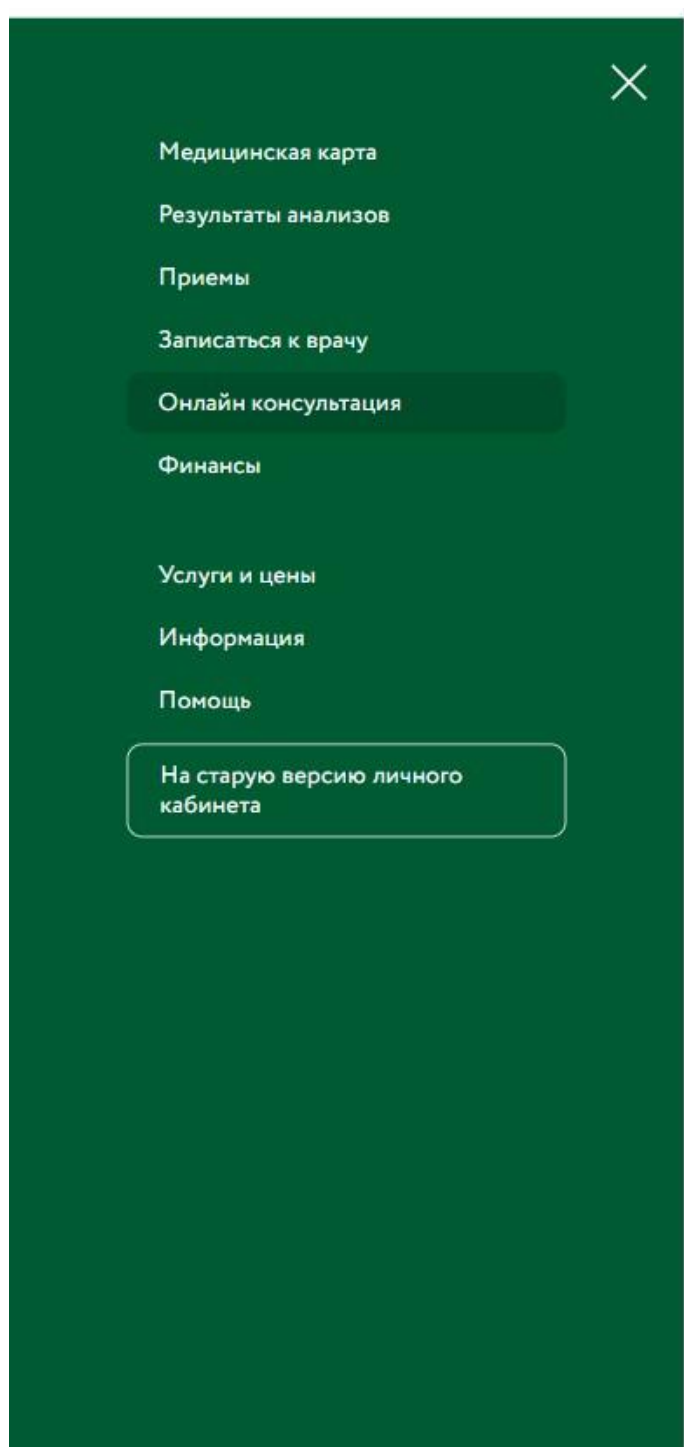 Медицинская карта
Результаты анализов
Приемы
Записаться к врачу
Онлайн консультация
Финансы
Услуги и цены
Информация
Помощь
На старую версию личного
кабинета